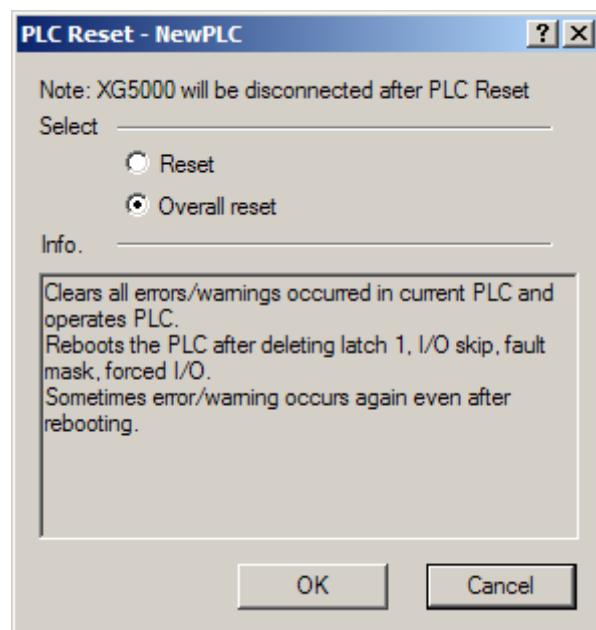 PLC Reset - NewPLC
Note: XG5000 will be disconnected after PLC Reset
Select
Reset
Overall reset
Info.
Clears all errors/warnings occurred in current PLC and
operates PLC.
Reboots the PLC after deleting latch 1, I/O skip, fault
mask, forced I/O.
Sometimes error/warning occurs again even after
rebooting.
OK
Cancel